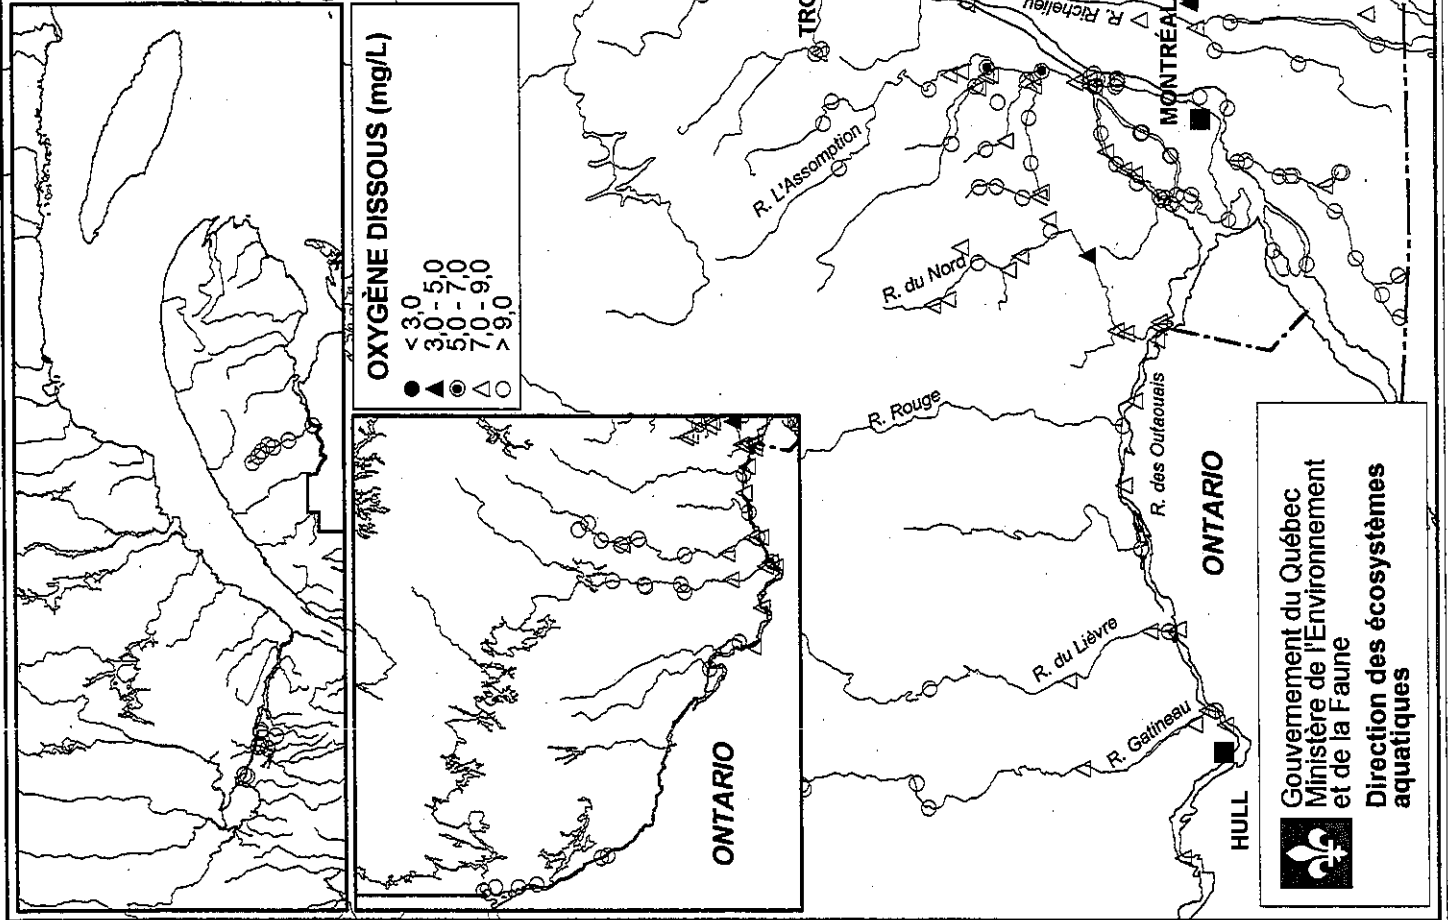 OXYGÈNE DISSOUS (mg/L)
< 3,0
3,0 - 5,0
5,0 - 7,0
7,0 - 9,0
> 9,0
TRO
R. Richelieu
MONTRÉAL
R. L'Assomption
R. du Nord
R. Rouge
R. des Outaouais
ONTARIO
R. du Lièvre
R. Gatineau
HULL
ONTARIO
Gouvernement du Québec
Ministère de l'Environnement
et de la Faune
Direction des écosystèmes
aquatiques